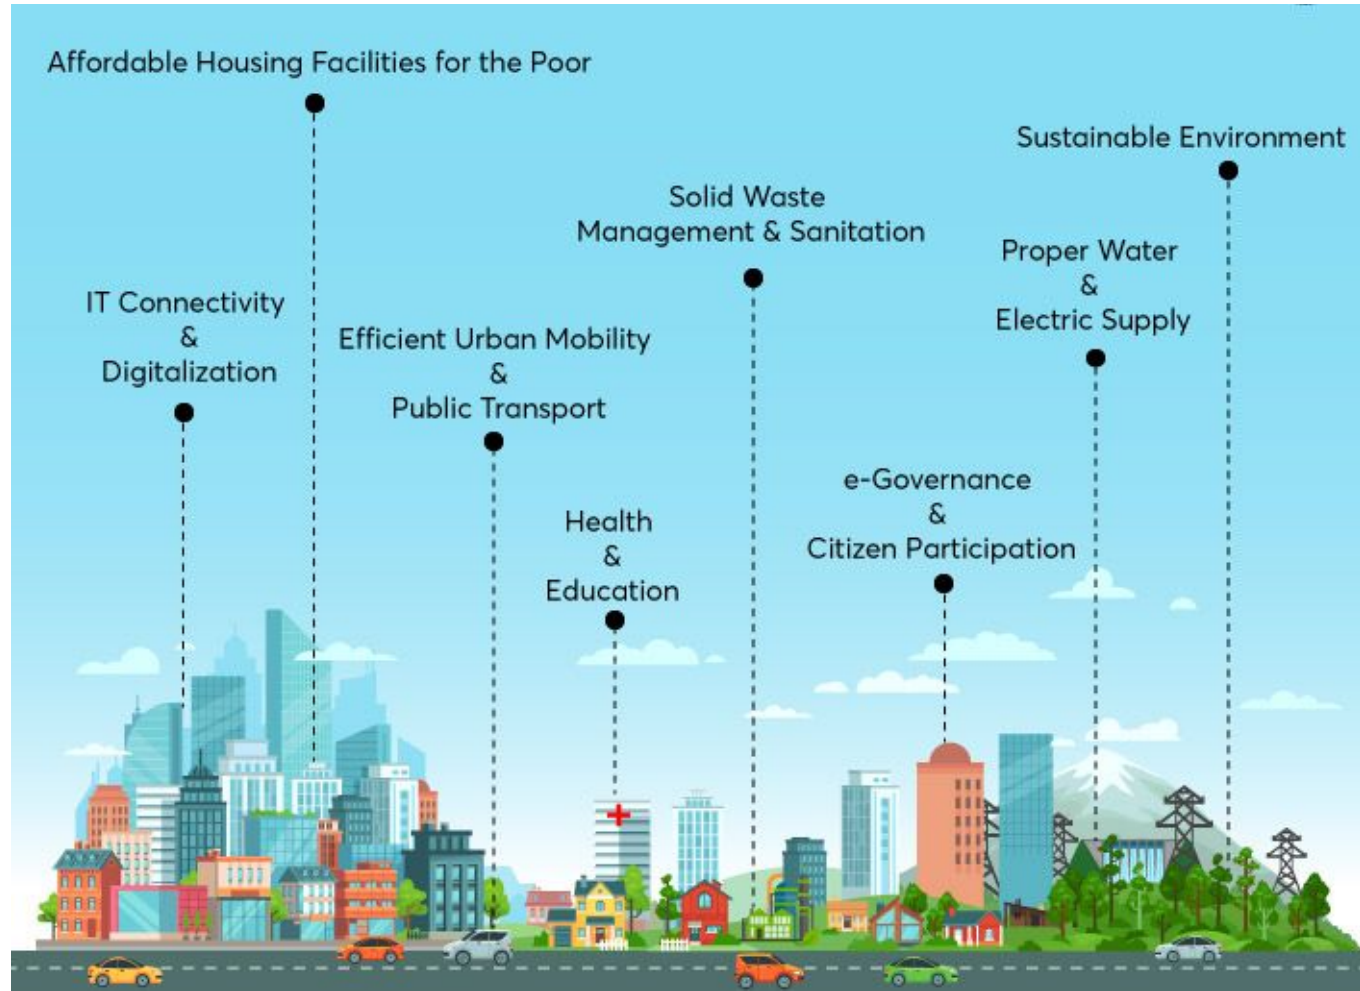 Affordable Housing Facilities for the Poor
Sustainable Environment
Solid Waste
Management & Sanitation
Proper Water
&
Electric Supply
IT Connectivity
&
Digitalization
Efficient Urban Mobility
&
Public Transport
e-Governance
&
Citizen Participation
Health
&
Education